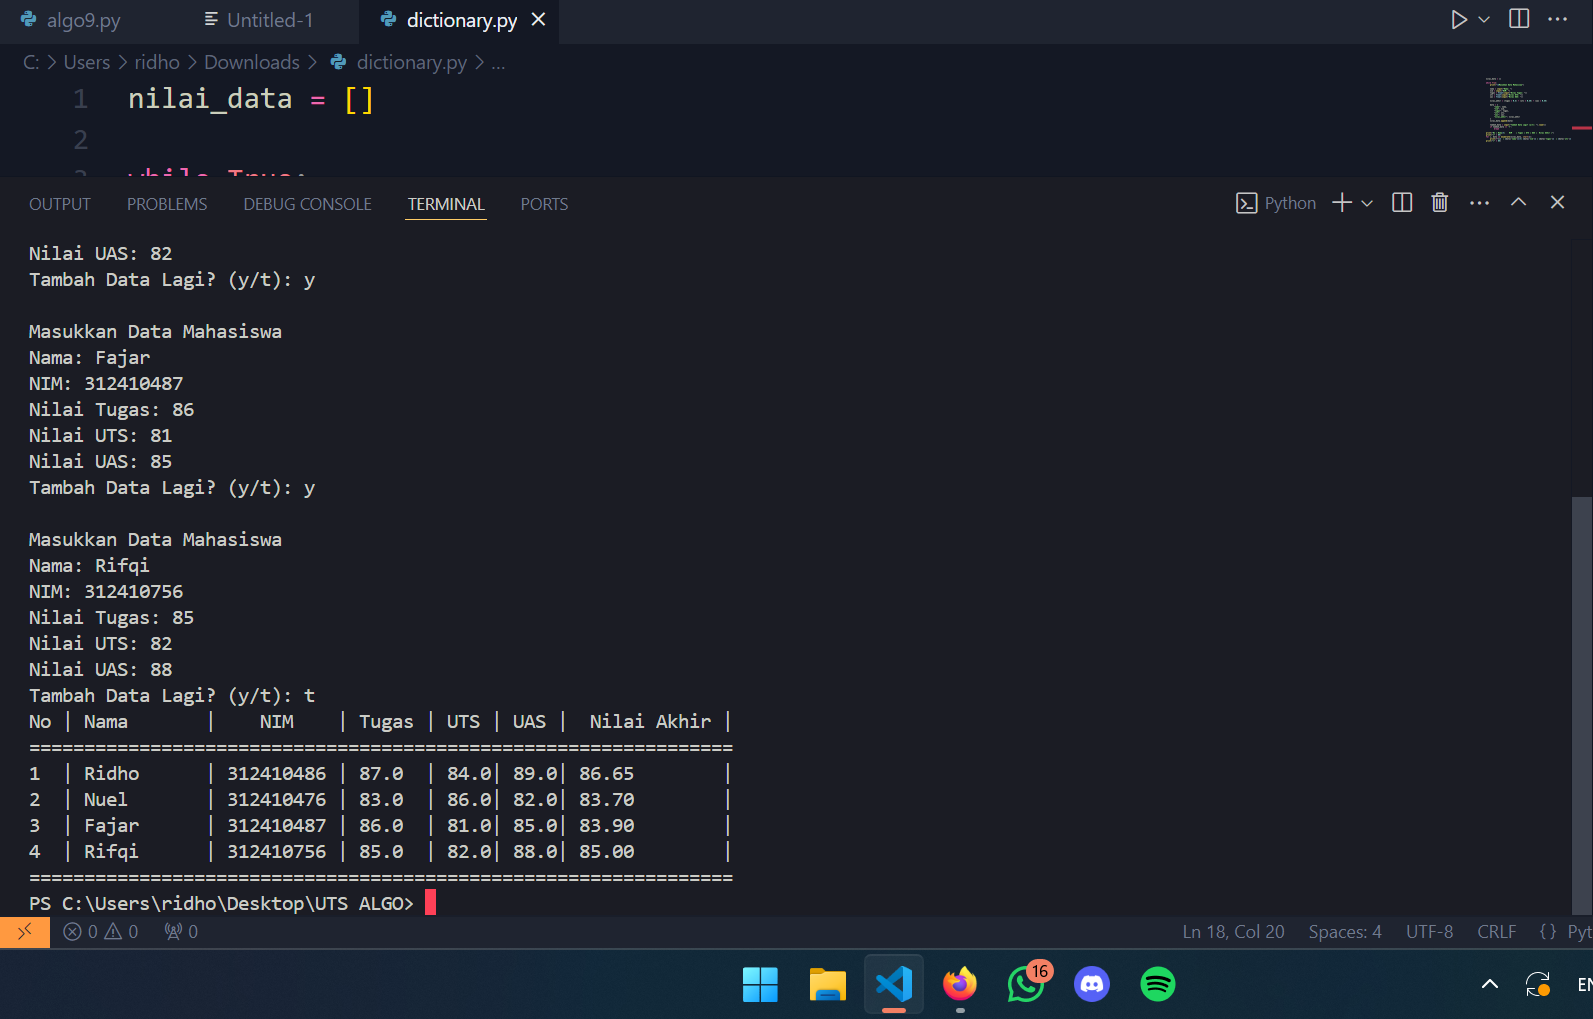 algo9.py Untitled-1 dictionary.py
C: > Users > ridho > Downloads > dictionary.py > ...
1 nilai_data = []
2
OUTPUT PROBLEMS DEBUG CONSOLE TERMINAL PORTS Python
Nilai UAS: 82
Tambah Data Lagi? (y/t): y
Masukkan Data Mahasiswa
Nama: Fajar
NIM: 312410487
Nilai Tugas: 86
Nilai UTS: 81
Nilai UAS: 85
Tambah Data Lagi? (y/t): y
Masukkan Data Mahasiswa
Nama: Rifqi
NIM: 312410756
Nilai Tugas: 85
Nilai UTS: 82
Nilai UAS: 88
Tambah Data Lagi? (y/t): t
No | Nama | NIM | Tugas | UTS | UAS | Nilai Akhir |
================================================================
1 | Ridho | 312410486 | 87.0 | 84.0| 89.0| 86.65 |
2 | Nuel | 312410476 | 83.0 | 86.0| 82.0| 83.70 |
3 | Fajar | 312410487 | 86.0 | 81.0| 85.0| 83.90 |
4 | Rifqi | 312410756 | 85.0 | 82.0| 88.0| 85.00 |
================================================================
PS C:\Users\ridho\Desktop\UTS ALGO>
0 0 0 Ln 18, Col 20 Spaces: 4 UTF-8 CRLF {} Pyt
16 EN